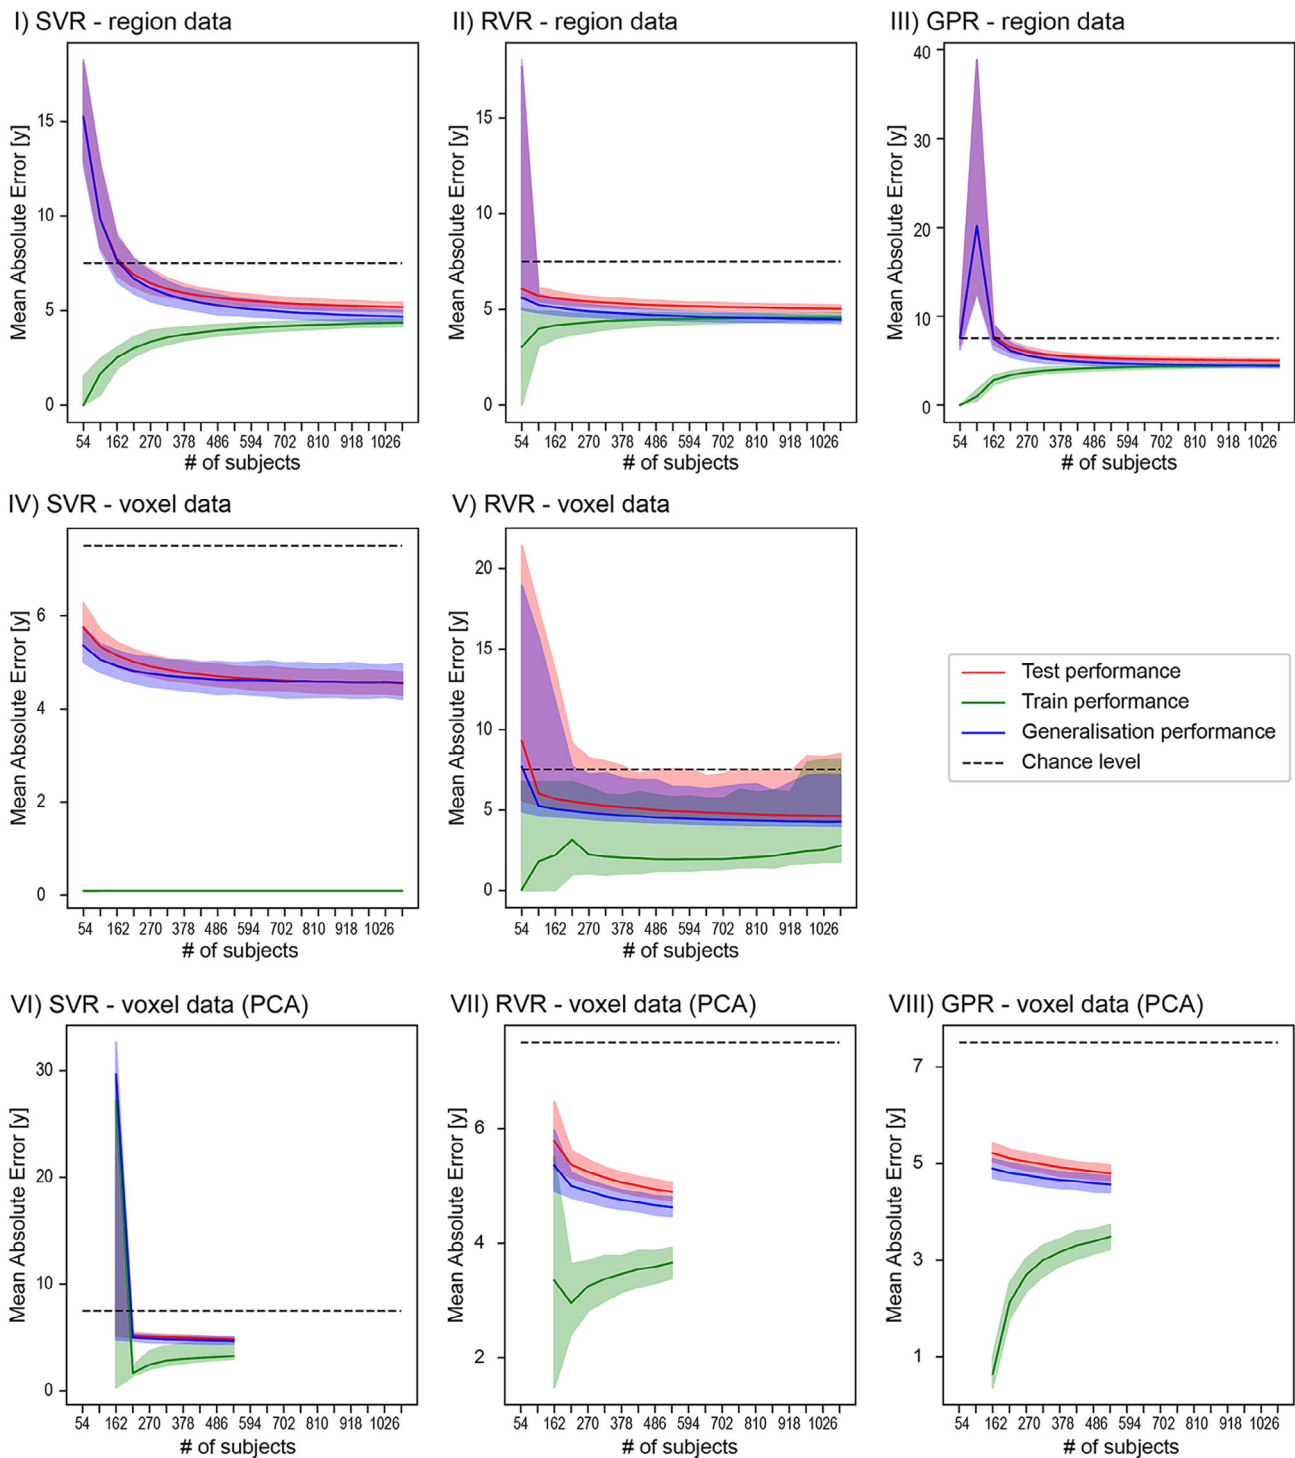 I) SVR - region data
II) RVR - region data
III) GPR - region data
Mean Absolute Error [y]
15
10
5
0
54 162 270 378 486 594 702 810 918 1026
# of subjects
Mean Absolute Error [y]
15
10
5
0
54 162 270 378 486 594 702 810 918 1026
# of subjects
Mean Absolute Error [y]
40
30
20
10
0
54 162 270 378 486 594 702 810 918 1026
# of subjects
IV) SVR - voxel data
V) RVR - voxel data
Mean Absolute Error [y]
6
4
2
0
54 162 270 378 486 594 702 810 918 1026
# of subjects
Mean Absolute Error [y]
20
15
10
5
0
54 162 270 378 486 594 702 810 918 1026
# of subjects
Test performance
Train performance
Generalisation performance
Chance level
VI) SVR - voxel data (PCA)
VII) RVR - voxel data (PCA)
VIII) GPR - voxel data (PCA)
Mean Absolute Error [y]
30
20
10
0
54 162 270 378 486 594 702 810 918 1026
# of subjects
Mean Absolute Error [y]
6
4
2
54 162 270 378 486 594 702 810 918 1026
# of subjects
Mean Absolute Error [y]
7
5
3
1
54 162 270 378 486 594 702 810 918 1026
# of subjects